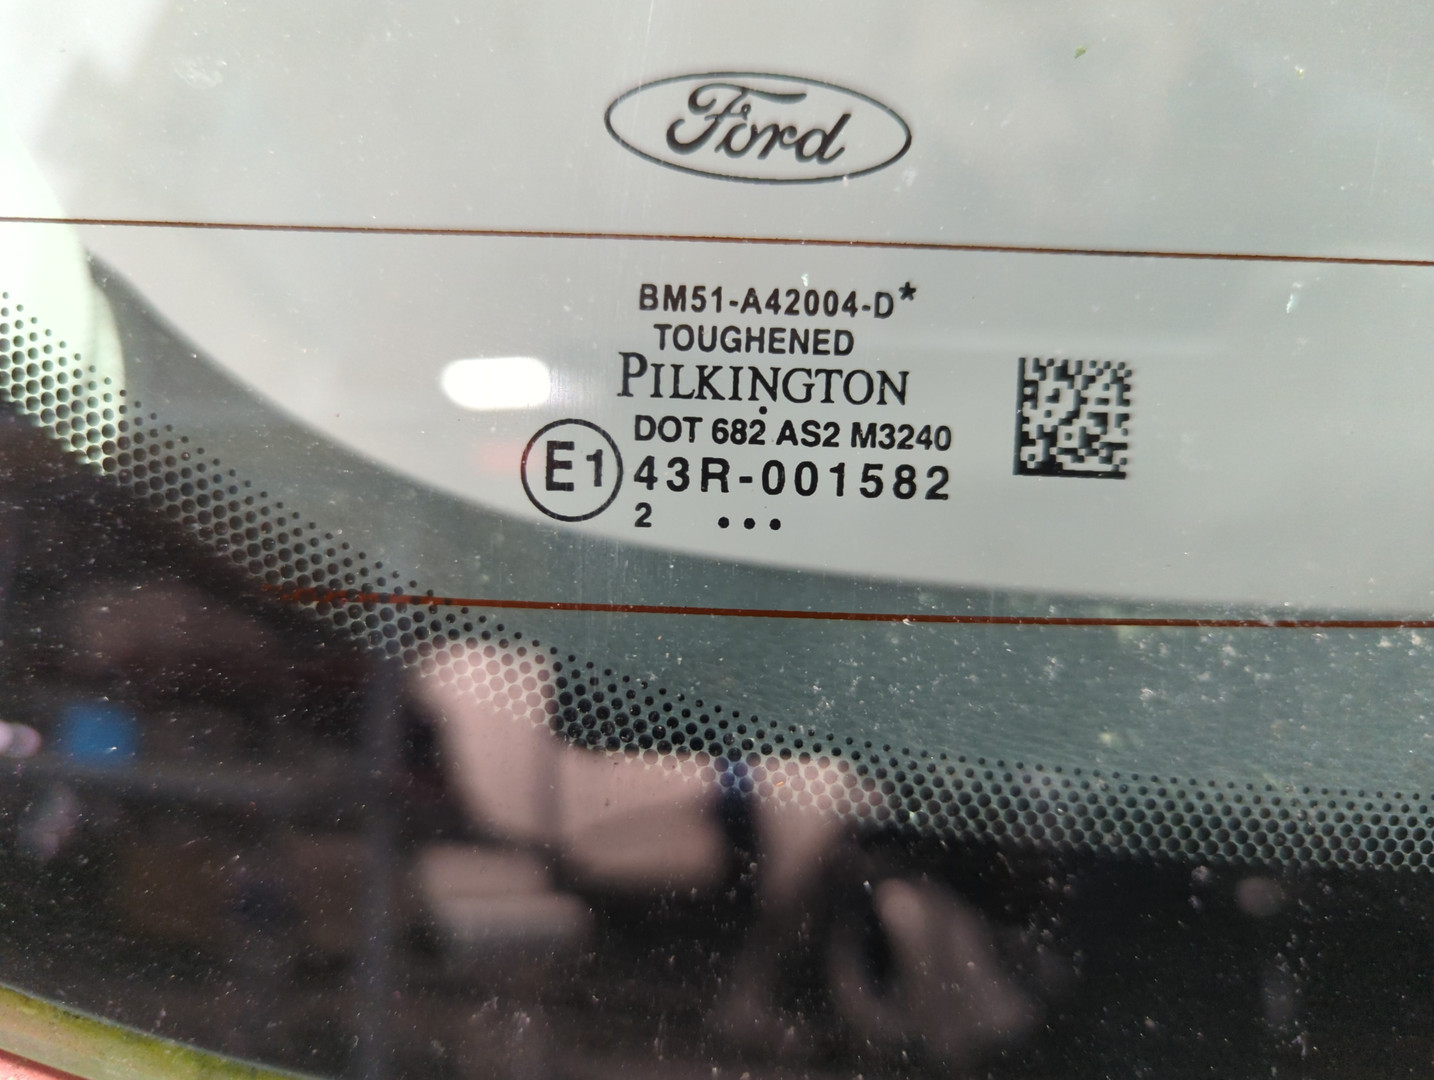 Ford
BM51-A42004-D*
TOUGHENED
PILKINGTON
DOT 682 AS2 M3240
E1 43R-001582
2 ...